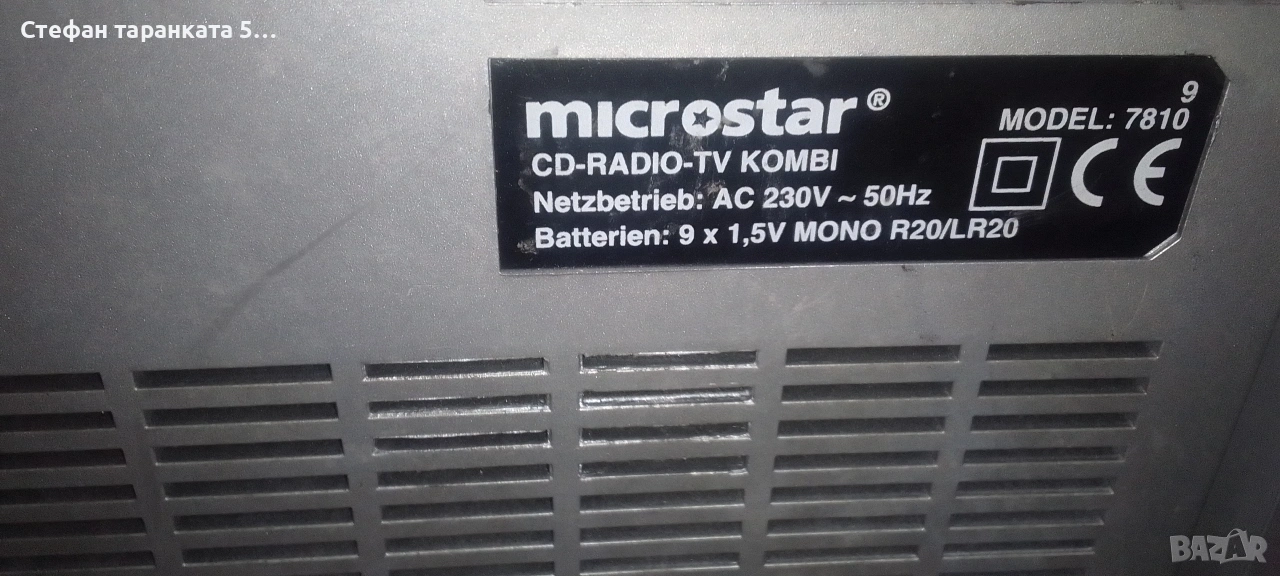 Стефан таранката 5...
microstar®
9
MODEL: 7810
CD-RADIO-TV KOMBI
Netzbetrieb: AC 230V ~ 50Hz
Batterien: 9 x 1,5V MONO R20/LR20
CE
BAZAR